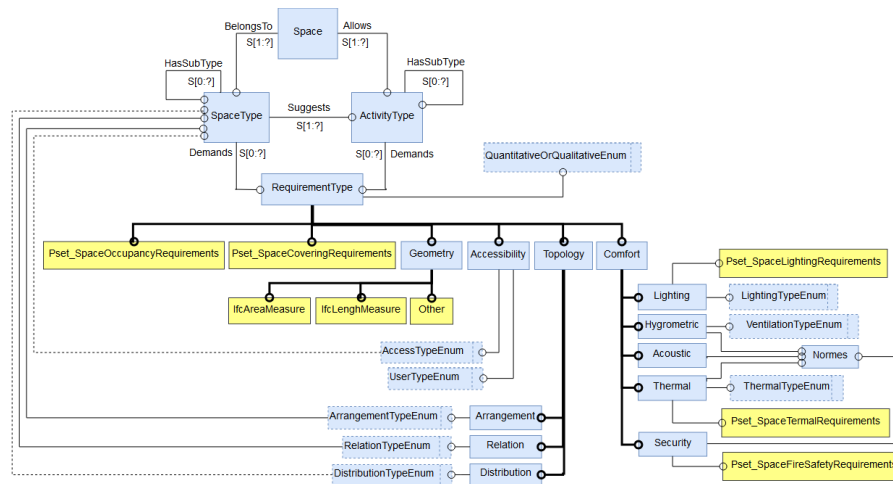 BelongsTo
Space
Allows
S[1:?]
S[1:?]
HasSubType
HasSubType
S[0:?]
S[0:?]
SpaceType
Suggests
S[1:?]
ActivityType
Demands
S[0:?]
S[0:?]
Demands
QuantitativeOrQualitativeEnum
RequirementType
Pset_SpaceOccupancyRequirements
Pset_SpaceCoveringRequirements
Geometry
Accessibility
Topology
Comfort
Pset_SpaceLightingRequirements
IfcAreaMeasure
IfcLenghMeasure
Other
Lighting
LightingTypeEnum
Hygrometric
VentilationTypeEnum
AccessTypeEnum
Acoustic
Normes
UserTypeEnum
Thermal
ThermalTypeEnum
ArrangementTypeEnum
Arrangement
Pset_SpaceTermalRequirements
RelationTypeEnum
Relation
Security
DistributionTypeEnum
Distribution
Pset_SpaceFireSafetyRequirements